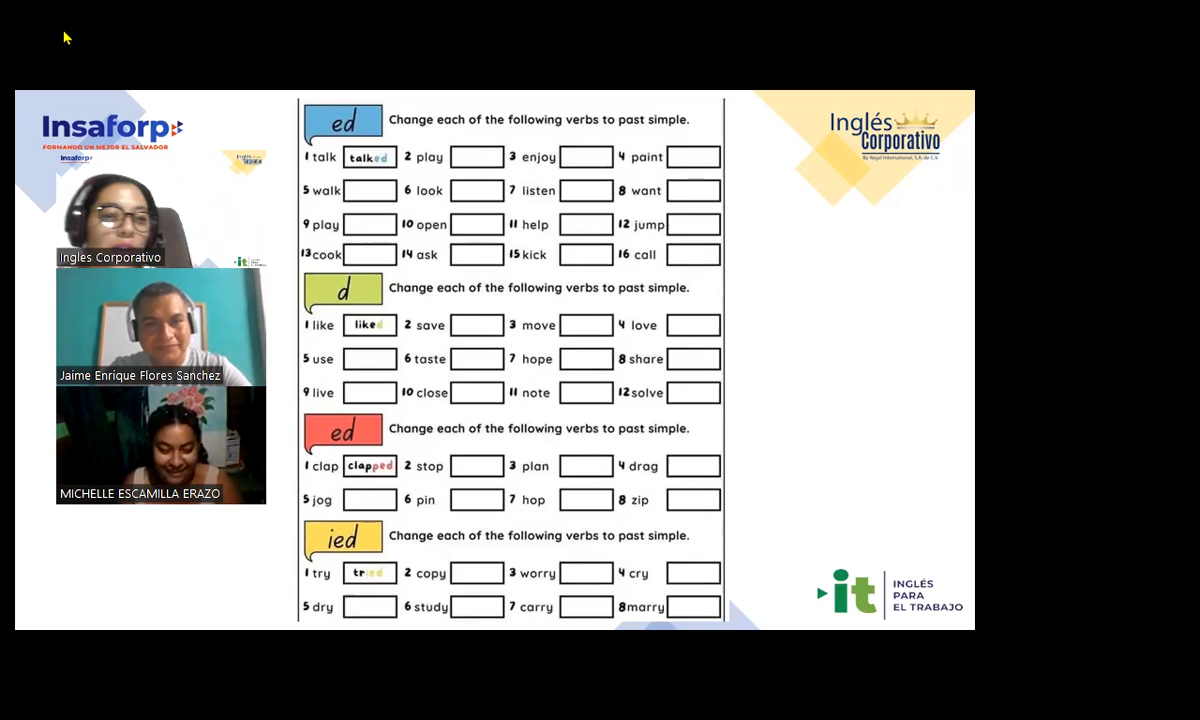 Insaforp
FORMANDO UN MEJOR EL SALVADOR
Insaforp
Inglés
Corporativo
By Regal International, S.A. de C.V.
Ingles Corporativo
Jaime Enrique Flores Sanchez
MICHELLE ESCAMILLA ERAZO
ed Change each of the following verbs to past simple.
1 talk talked 2 play 3 enjoy 4 paint
5 walk 6 look 7 listen 8 want
9 play 10 open 11 help 12 jump
13 cook 14 ask 15 kick 16 call
d Change each of the following verbs to past simple.
1 like liked 2 save 3 move 4 love
5 use 6 taste 7 hope 8 share
9 live 10 close 11 note 12 solve
ed Change each of the following verbs to past simple.
1 clap clapped 2 stop 3 plan 4 drag
5 jog 6 pin 7 hop 8 zip
ied Change each of the following verbs to past simple.
1 try tried 2 copy 3 worry 4 cry
5 dry 6 study 7 carry 8 marry
it
INGLÉS
PARA
EL TRABAJO